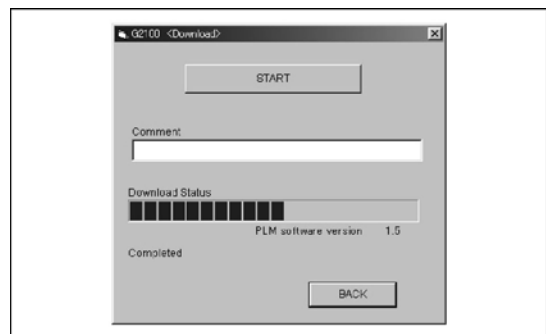 G2100 <Download>
START
Comment
Download Status
PLM software version 1.5
Completed
BACK